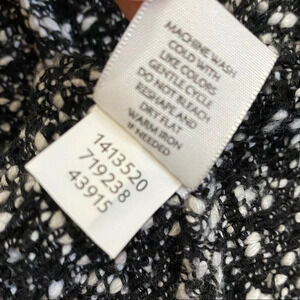 MACHINE WASH
COLD WITH
LIKE COLORS
GENTLE CYCLE
DO NOT BLEACH
RESHAPE AND
DRY FLAT
WARM IRON
IF NEEDED
1413520
719238
43915